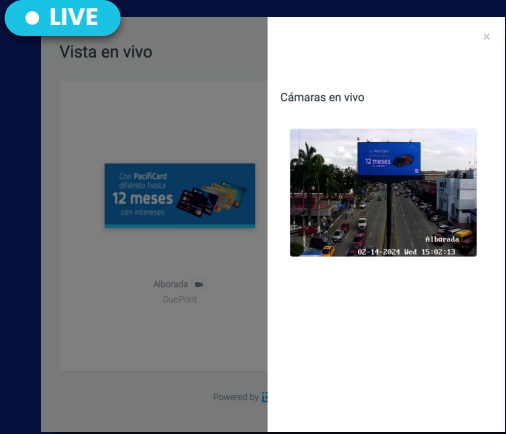 LIVE
Vista en vivo
Con PacifiCard
difierelo hasta
12 meses
con intereses
Alborada
DuoPrint
Powered by
×
Cámaras en vivo
12 meses
Alborada
02-14-2024 Wed 15:02:13